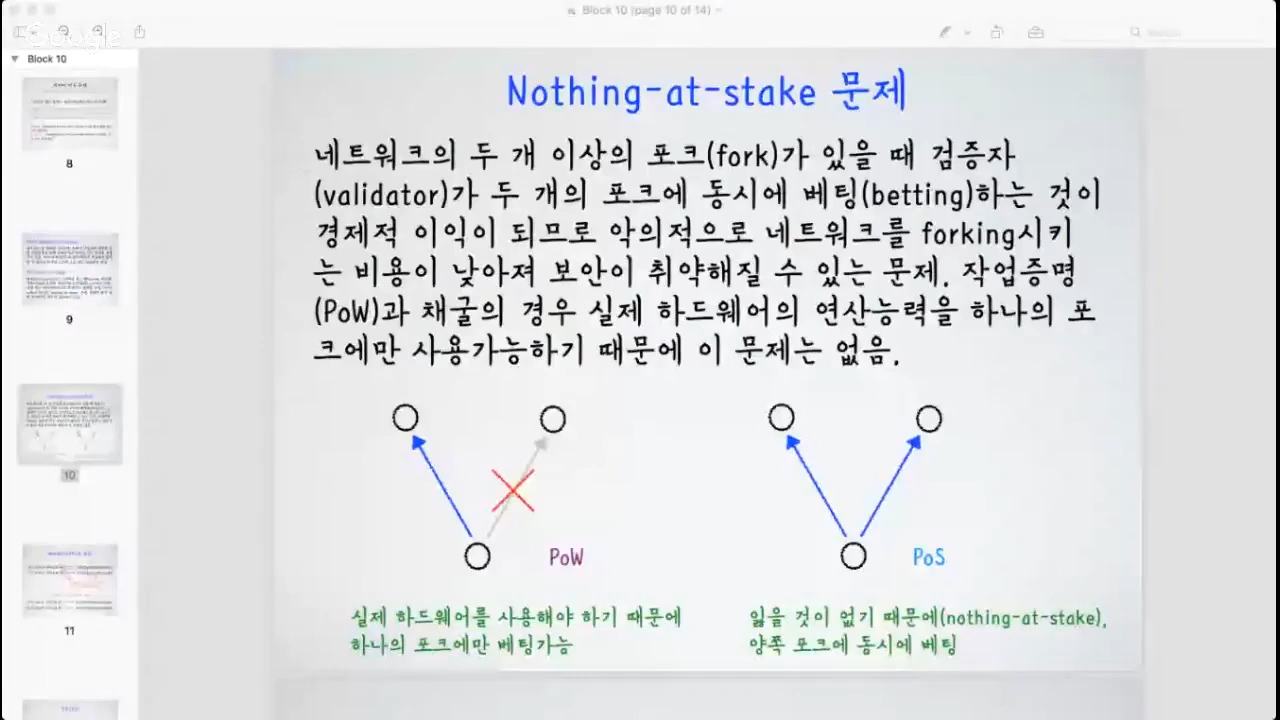 Block 10 (page 10 of 14)
Google
Search
Block 10
8
9
10
11
Nothing-at-stake 문제
네트워크의 두 개 이상의 포크(fork)가 있을 때 검증자
(validator)가 두 개의 포크에 동시에 베팅(betting)하는 것이
경제적 이익이 되므로 악의적으로 네트워크를 forking시키
는 비용이 낮아져 보안이 취약해질 수 있는 문제. 작업증명
(PoW)과 채굴의 경우 실제 하드웨어의 연산능력을 하나의 포
크에만 사용가능하기 때문에 이 문제는 없음.
PoW
PoS
실제 하드웨어를 사용해야 하기 때문에
하나의 포크에만 베팅가능
잃을 것이 없기 때문에(nothing-at-stake),
양쪽 포크에 동시에 베팅